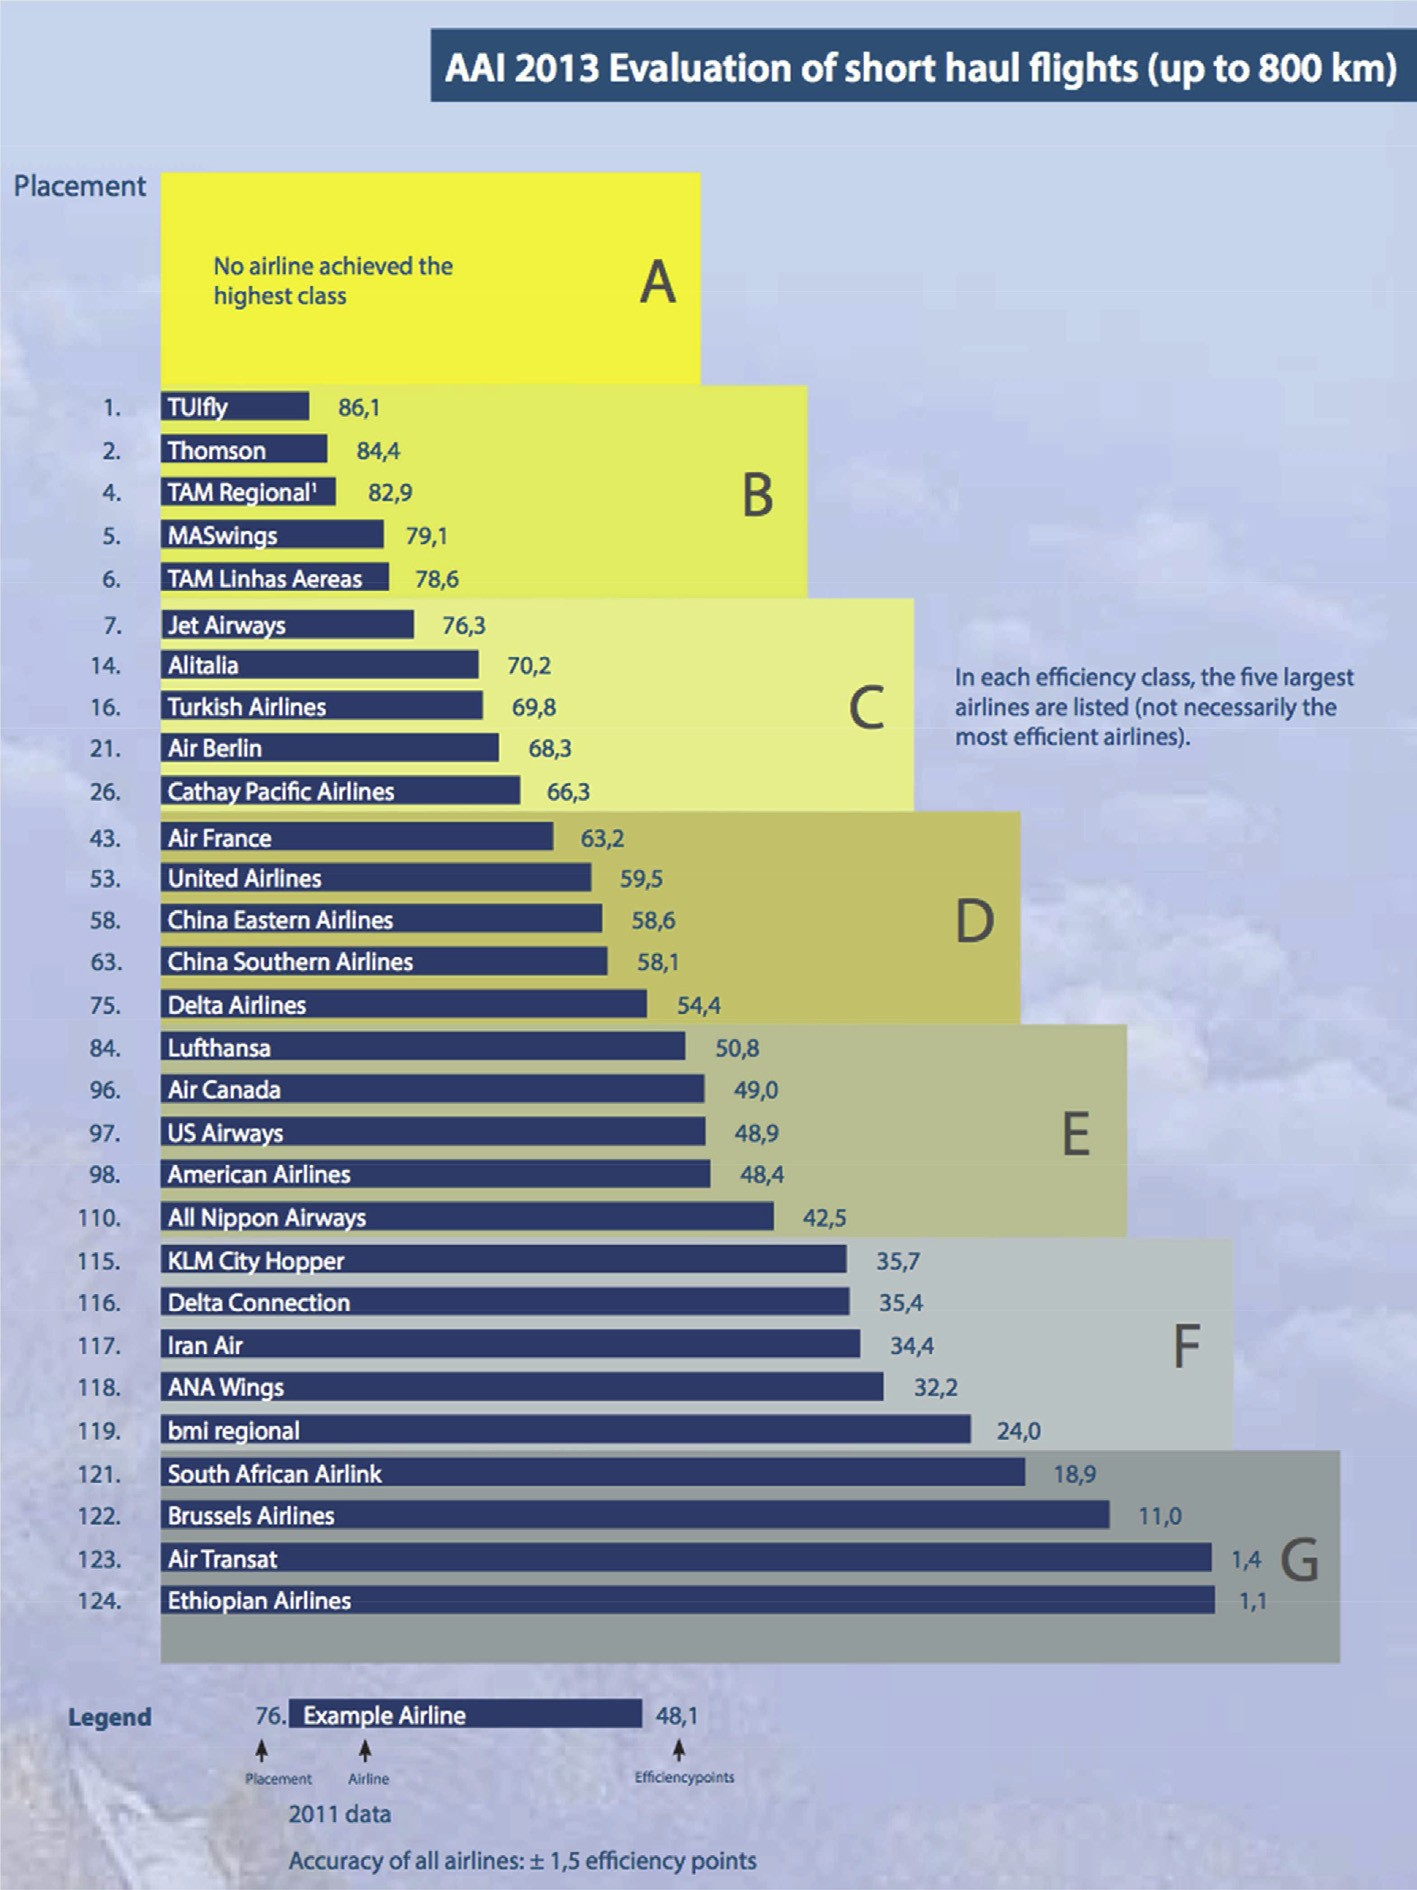 AAI 2013 Evaluation of short haul flights (up to 800 km)
Placement
No airline achieved the
highest class
A
1. TUIfly 86,1
2. Thomson 84,4
4. TAM Regional¹ 82,9
5. MASwings 79,1
6. TAM Linhas Aereas 78,6
B
7. Jet Airways 76,3
14. Alitalia 70,2
16. Turkish Airlines 69,8
21. Air Berlin 68,3
26. Cathay Pacific Airlines 66,3
C
In each efficiency class, the five largest
airlines are listed (not necessarily the
most efficient airlines).
43. Air France 63,2
53. United Airlines 59,5
58. China Eastern Airlines 58,6
63. China Southern Airlines 58,1
75. Delta Airlines 54,4
D
84. Lufthansa 50,8
96. Air Canada 49,0
97. US Airways 48,9
98. American Airlines 48,4
110. All Nippon Airways 42,5
E
115. KLM City Hopper 35,7
116. Delta Connection 35,4
117. Iran Air 34,4
118. ANA Wings 32,2
119. bmi regional 24,0
F
121. South African Airlink 18,9
122. Brussels Airlines 11,0
123. Air Transat 1,4
124. Ethiopian Airlines 1,1
G
Legend
76. Example Airline 48,1
Placement Airline Efficiencypoints
2011 data
Accuracy of all airlines: ± 1,5 efficiency points